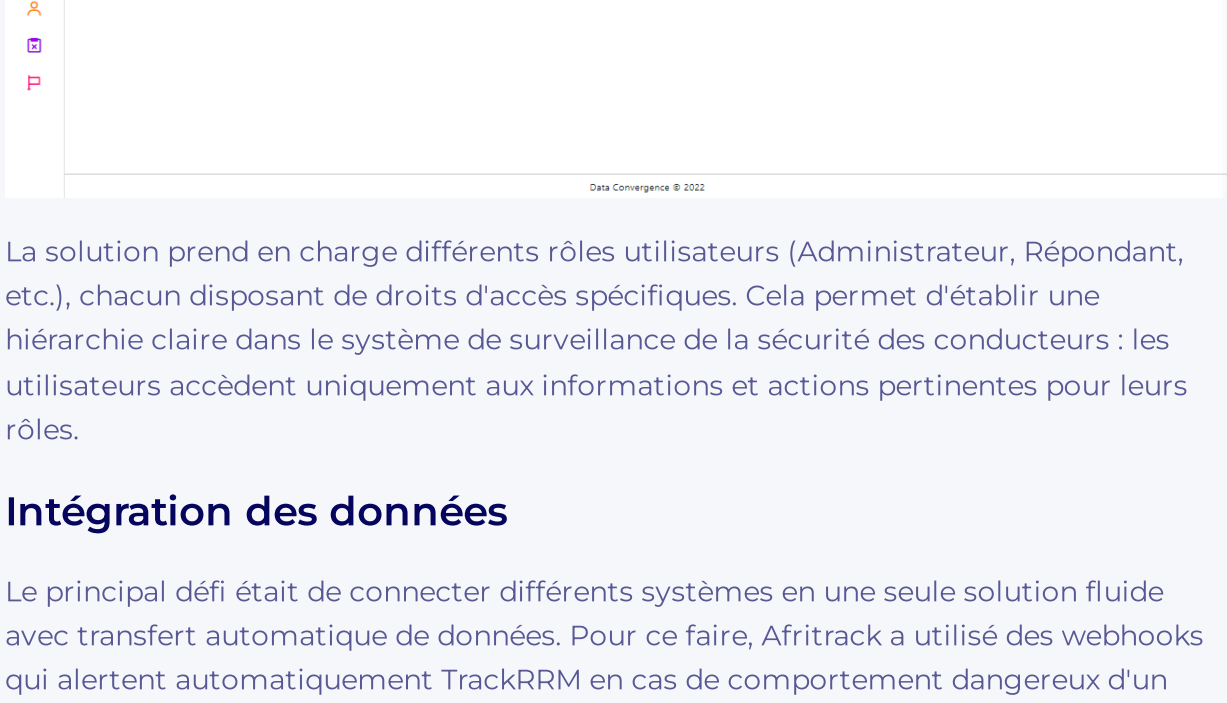 Data Convergence © 2022
La solution prend en charge différents rôles utilisateurs (Administrateur, Répondant,
etc.), chacun disposant de droits d'accès spécifiques. Cela permet d'établir une
hiérarchie claire dans le système de surveillance de la sécurité des conducteurs : les
utilisateurs accèdent uniquement aux informations et actions pertinentes pour leurs
rôles.
Intégration des données
Le principal défi était de connecter différents systèmes en une seule solution fluide
avec transfert automatique de données. Pour ce faire, Afritrack a utilisé des webhooks
qui alertent automatiquement TrackRRM en cas de comportement dangereux d'un